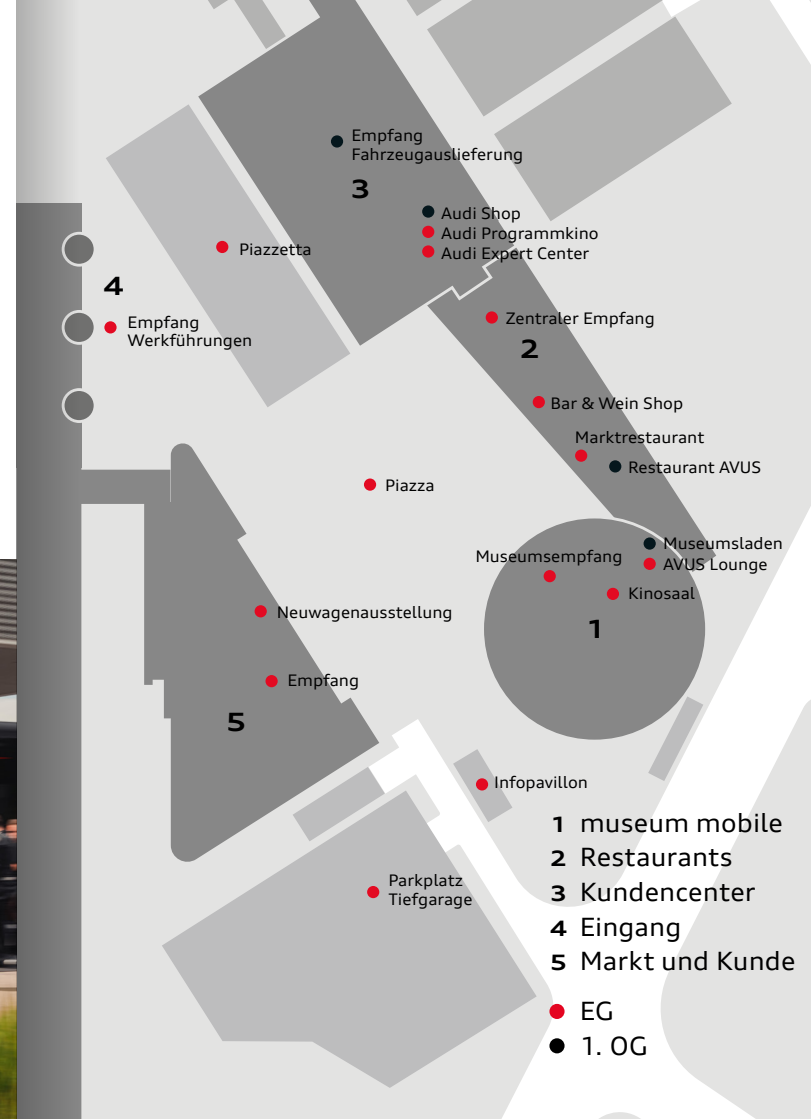 Empfang
Fahrzeugauslieferung
3
Audi Shop
Audi Programmkino
Audi Expert Center
Piazzetta
4
Empfang
Werkführungen
Zentraler Empfang
2
Bar & Wein Shop
Marktrestaurant
Restaurant AVUS
Piazza
Museumsladen
Museumsempfang
AVUS Lounge
Kinosaal
1
Neuwagenausstellung
Empfang
5
Infopavillon
Parkplatz
Tiefgarage
1 museum mobile
2 Restaurants
3 Kundencenter
4 Eingang
5 Markt und Kunde
EG
1. OG